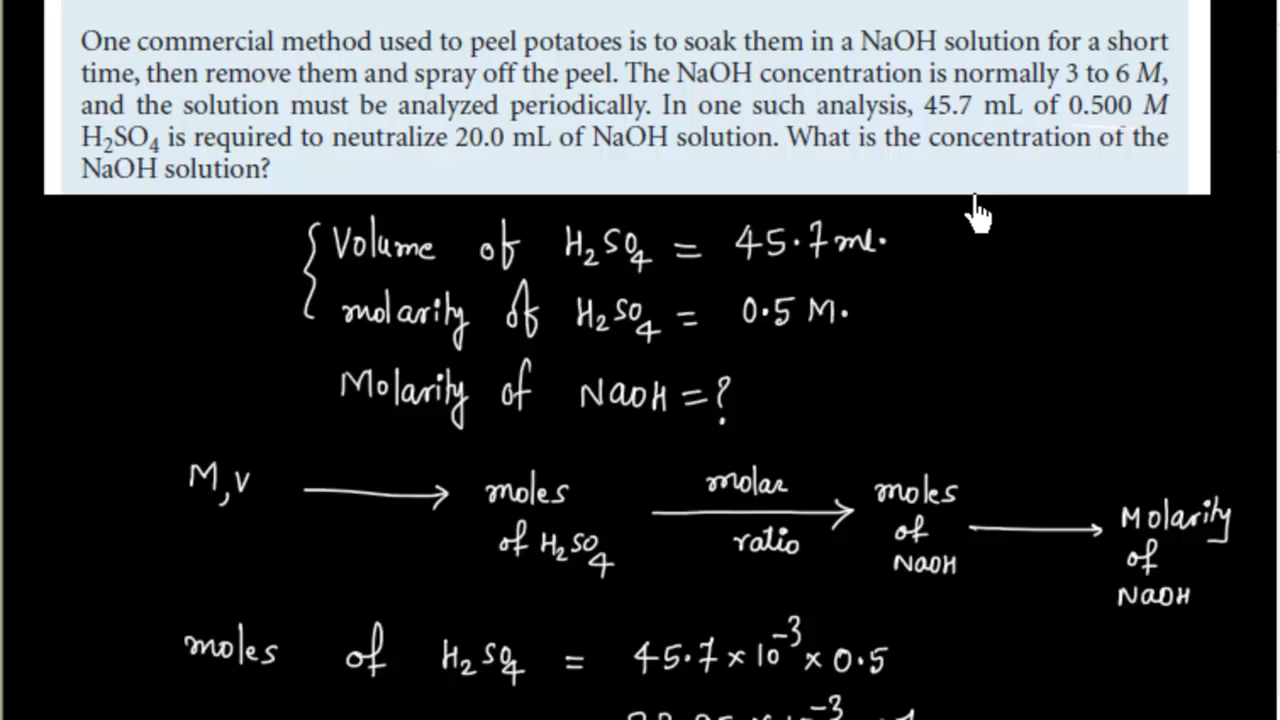 One commercial method used to peel potatoes is to soak them in a NaOH solution for a short
time, then remove them and spray off the peel. The NaOH concentration is normally 3 to 6 M,
and the solution must be analyzed periodically. In one such analysis, 45.7 mL of 0.500 M
H₂SO₄ is required to neutralize 20.0 mL of NaOH solution. What is the concentration of the
NaOH solution?
Volume of H₂SO₄ = 45.7 ml.
molarity of H₂SO₄ = 0.5 M.
Molarity of NaOH = ?
M, V ⟶ moles of H₂SO₄ molar ratio ⟶ moles of NaOH ⟶ Molarity of NaOH
moles of H₂SO₄ = 45.7 × 10⁻³ × 0.5